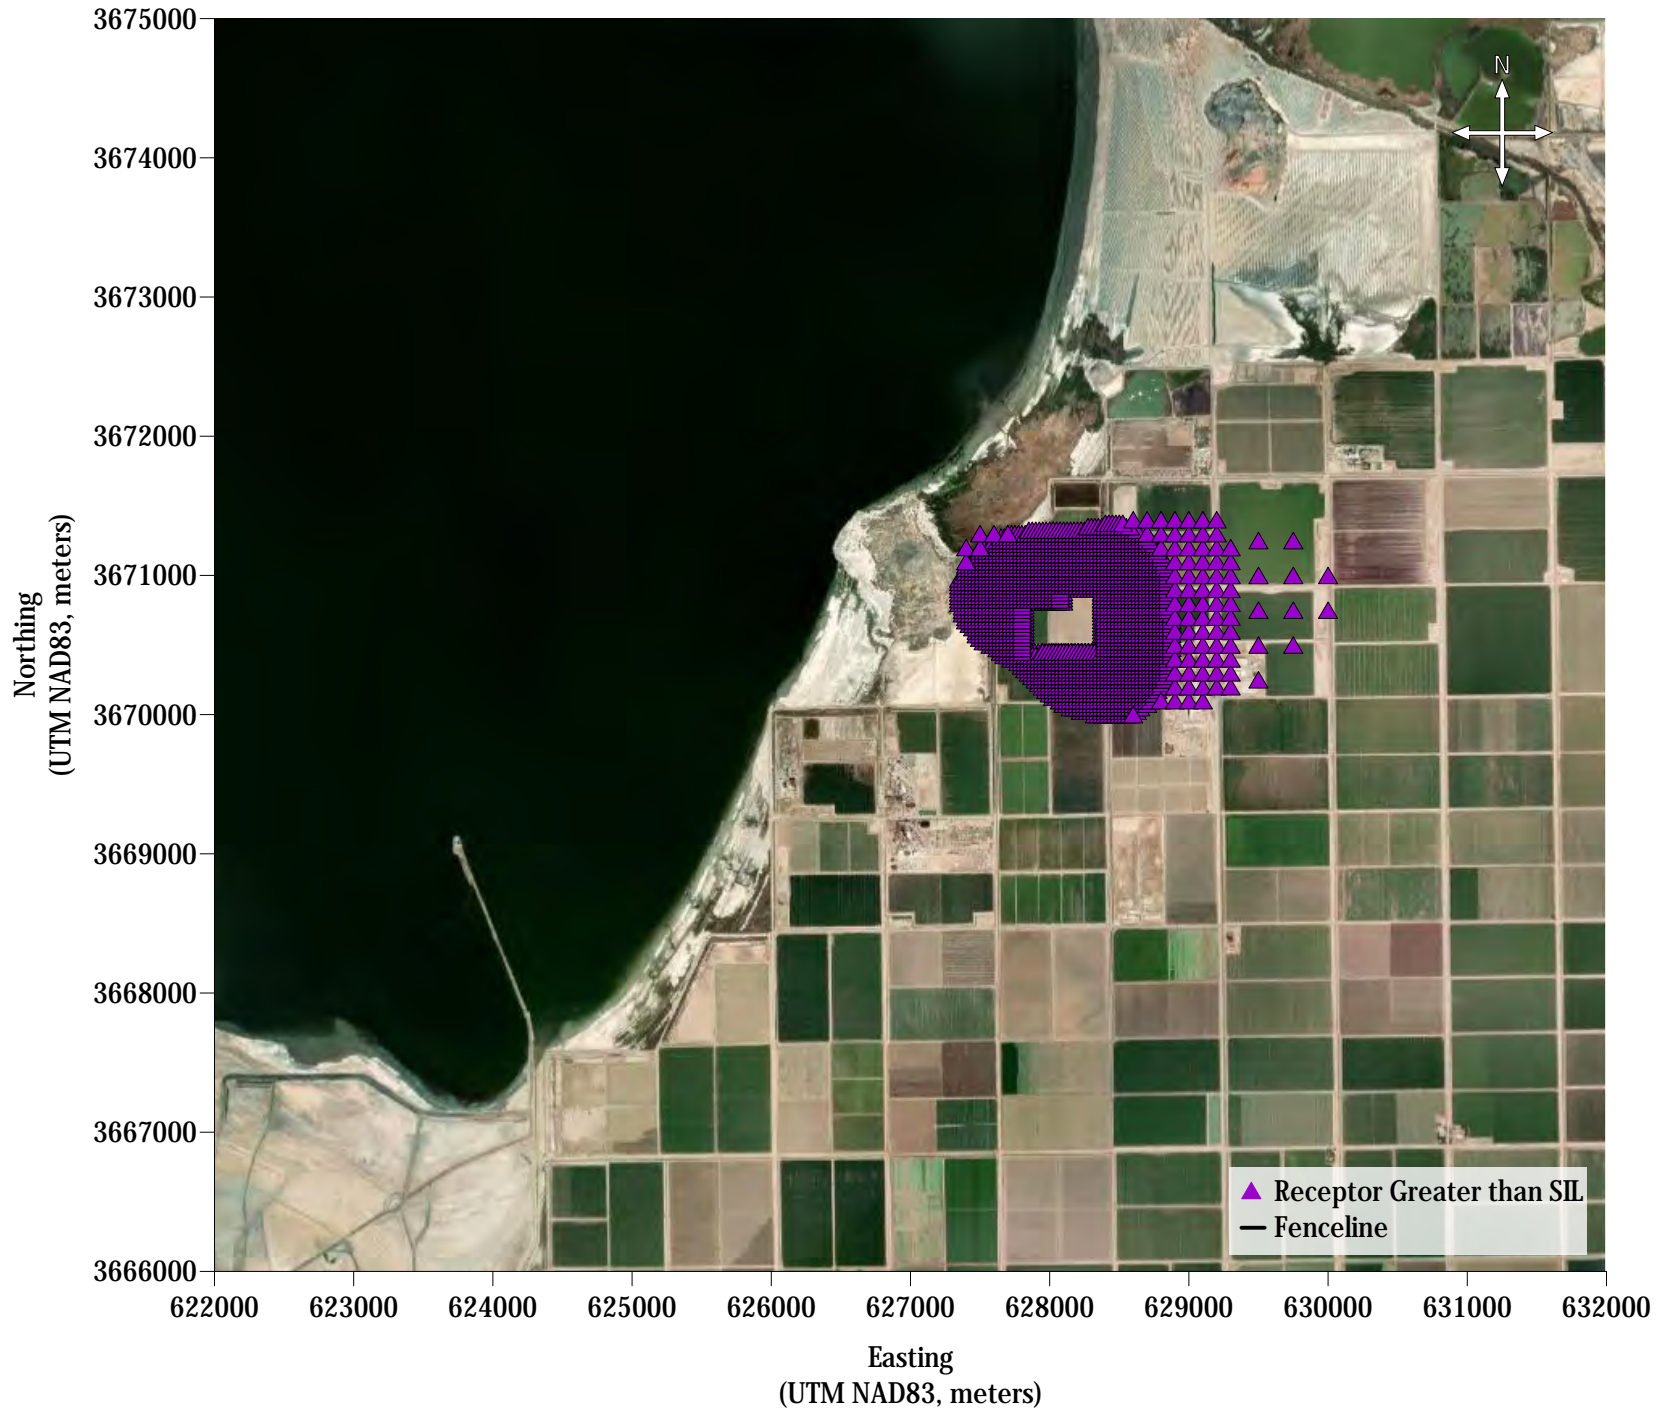 3675000
3674000
3673000
3672000
3671000
3670000
3669000
3668000
3667000
3666000
Northing
(UTM NAD83, meters)
N
Receptor Greater than SIL
Fenceline
622000 623000 624000 625000 626000 627000 628000 629000 630000 631000 632000
Easting
(UTM NAD83, meters)